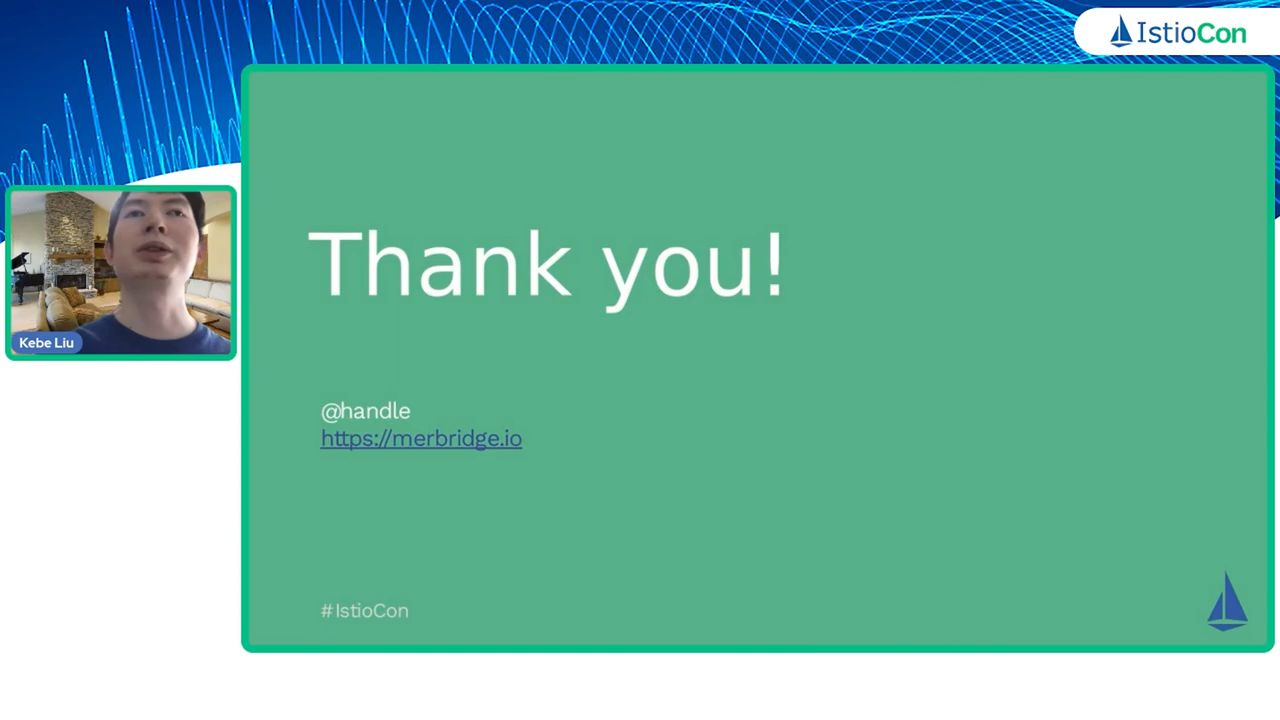 IstioCon
Thank you!
Kebe Liu
@handle
https://merbridge.io
#IstioCon